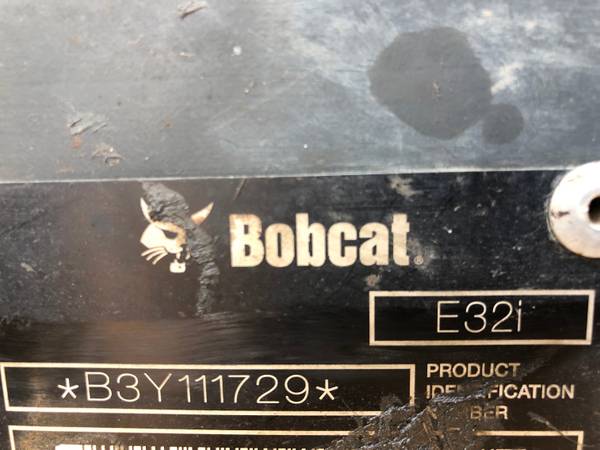 Bobcat.
E32i
*B3Y111729*
PRODUCT
IDENTIFICATION
NUMBER